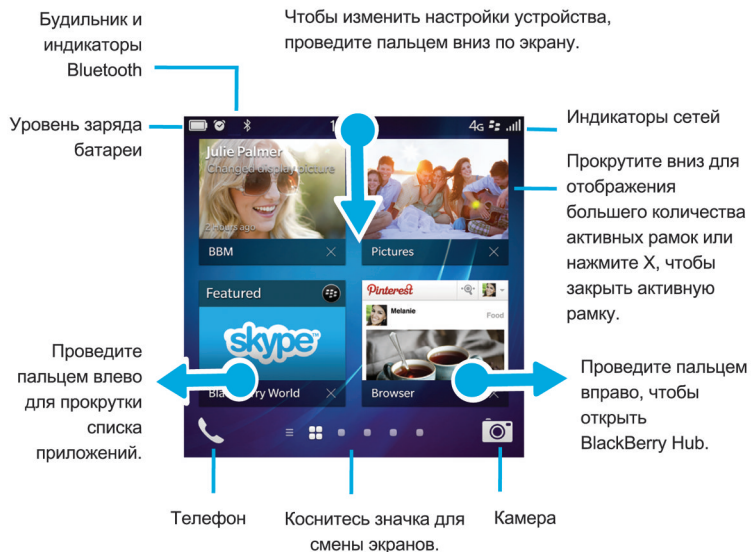 Будильник и
индикаторы
Bluetooth
Чтобы изменить настройки устройства,
проведите пальцем вниз по экрану.
Уровень заряда
батареи
4G
Индикаторы сетей
Julie Palmer
Changed display picture
2 hours ago
BBM
Pictures
Прокрутите вниз для
отображения
большего количества
активных рамок или
нажмите X, чтобы
закрыть активную
рамку.
Featured
skype
BlackBerry World
Pinterest
Melanie
Food
Browser
Проведите
пальцем влево
для прокрутки
списка
приложений.
Проведите пальцем
вправо, чтобы
открыть
BlackBerry Hub.
Телефон
Коснитесь значка для
смены экранов.
Камера